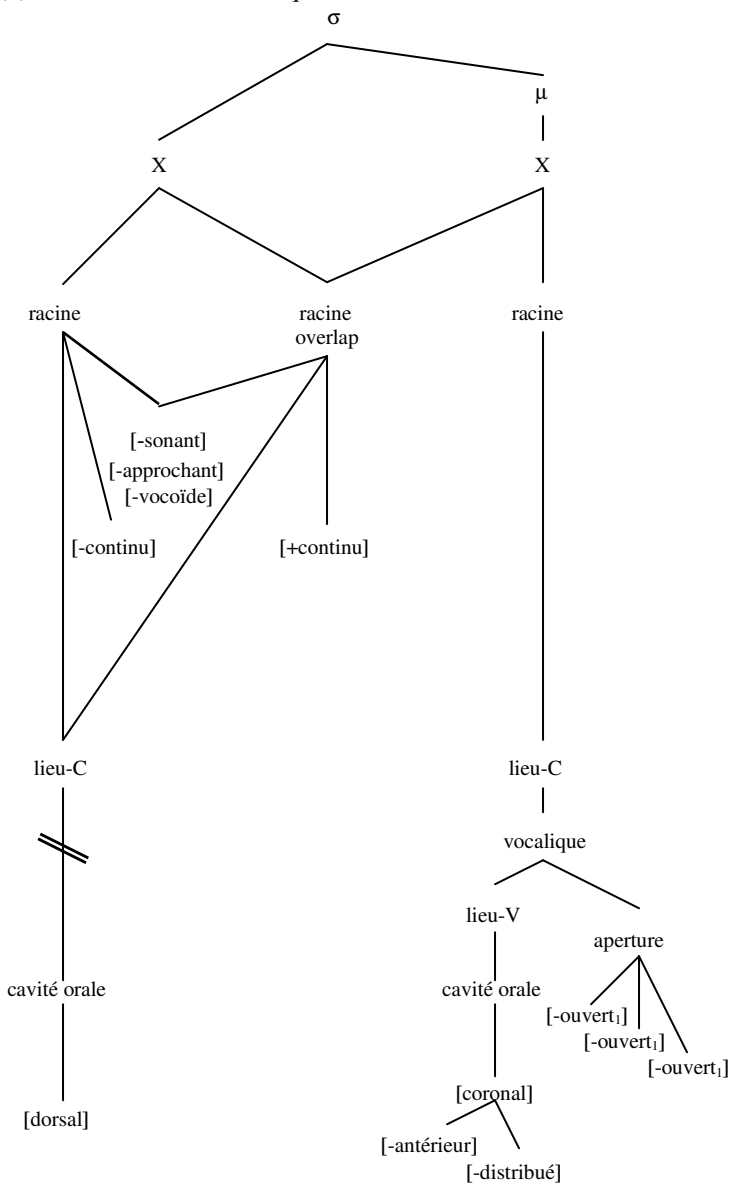 σ
μ
X X
racine racine racine
overlap
[-sonant]
[-approchant]
[-vocoïde]
[-continu] [+continu]
lieu-C lieu-C
vocalique
lieu-V
aperture
cavité orale cavité orale
[-ouvert₁]
[-ouvert₁]
[-ouvert₁]
[coronal]
[dorsal]
[-antérieur]
[-distribué]